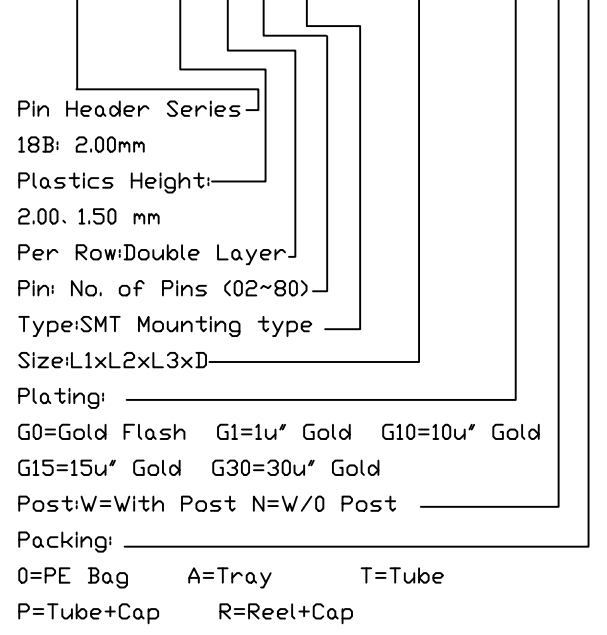 Pin Header Series
18B: 2.00mm
Plastics Height:
2.00、1.50 mm
Per Row:Double Layer
Pin: No. of Pins (02~80)
Type:SMT Mounting type
Size:L1xL2xL3xD
Plating:
G0=Gold Flash G1=1u″ Gold G10=10u″ Gold
G15=15u″ Gold G30=30u″ Gold
Post:W=With Post N=W/O Post
Packing:
0=PE Bag A=Tray T=Tube
P=Tube+Cap R=Reel+Cap